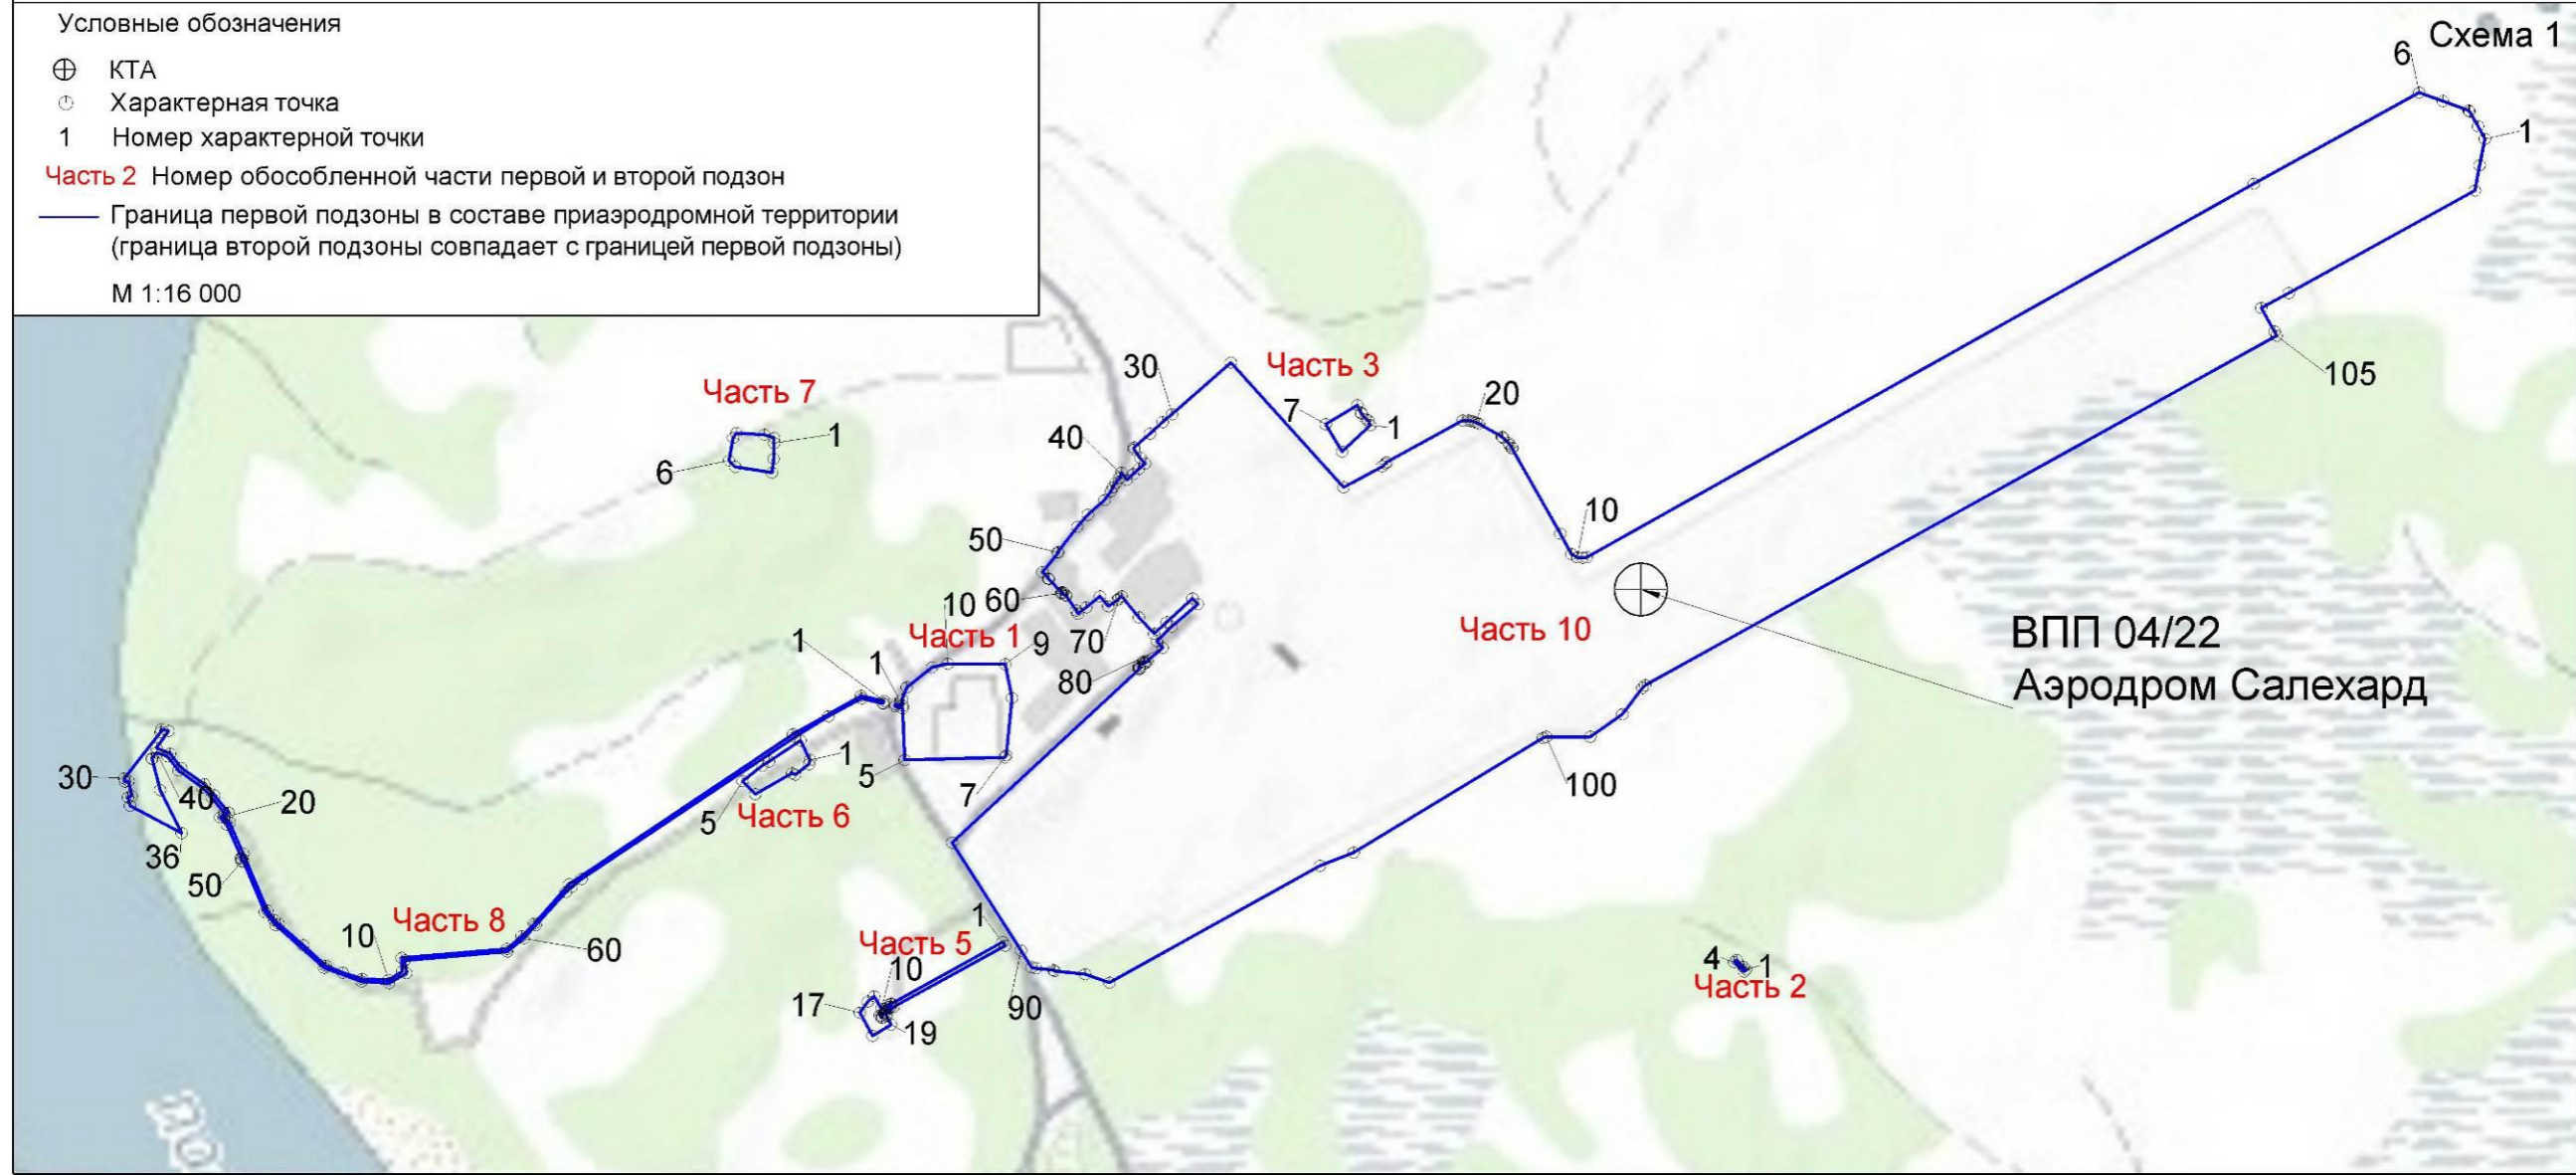 Условные обозначения
КТА
Характерная точка
1 Номер характерной точки
Часть 2 Номер обособленной части первой и второй подзон
Граница первой подзоны в составе приаэродромной территории
(граница второй подзоны совпадает с границей первой подзоны)
М 1:16 000
Схема 1
6
1
105
30
Часть 3
20
7
1
Часть 7
1
6
40
50
10
10
60
Часть 1
9
70
Часть 10
ВПП 04/22
Аэродром Салехард
1
1
80
30
40
20
1
5
7
100
Часть 6
5
36
50
Часть 8
10
60
1
Часть 5
10
17
19
90
4
1
Часть 2